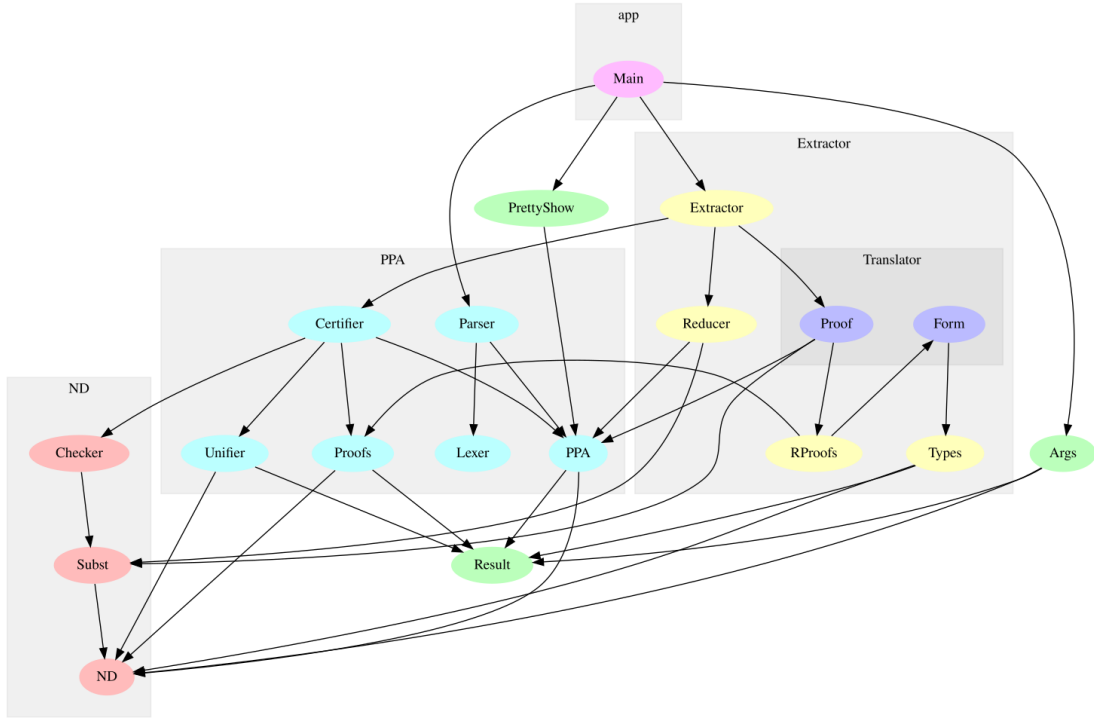 app
Main
Extractor
PrettyShow
Extractor
PPA
Translator
Certifier
Parser
Reducer
Proof
Form
ND
Checker
Unifier
Proofs
Lexer
PPA
RProofs
Types
Args
Subst
Result
ND